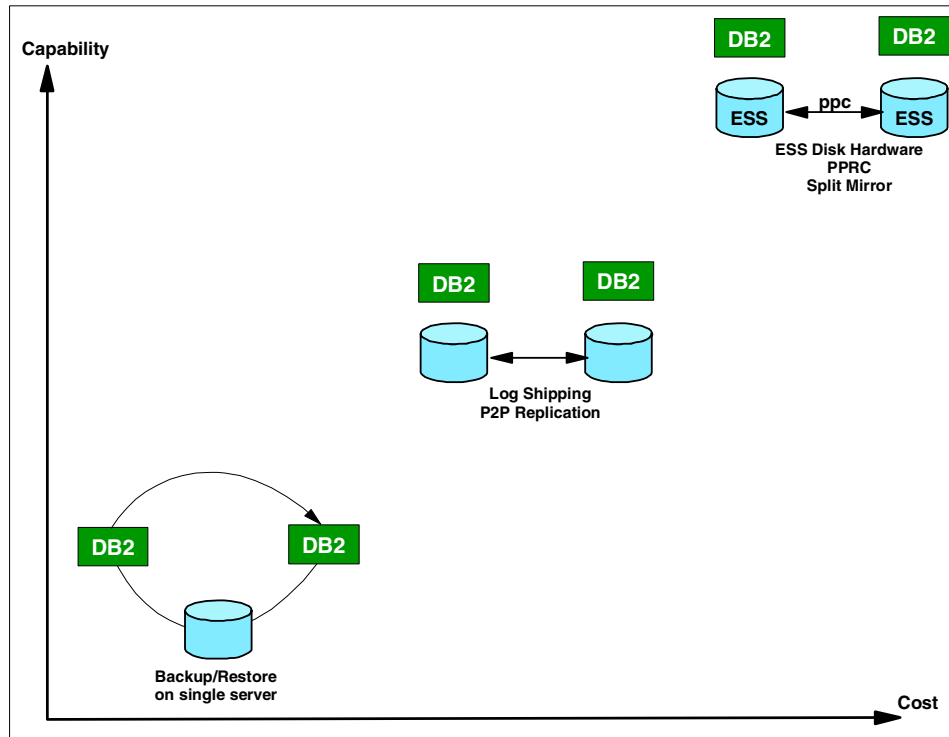 Capability
DB2
DB2
ESS
ppc
ESS
ESS Disk Hardware
PPRC
Split Mirror
DB2
DB2
Log Shipping
P2P Replication
DB2
DB2
Backup/Restore
on single server
Cost